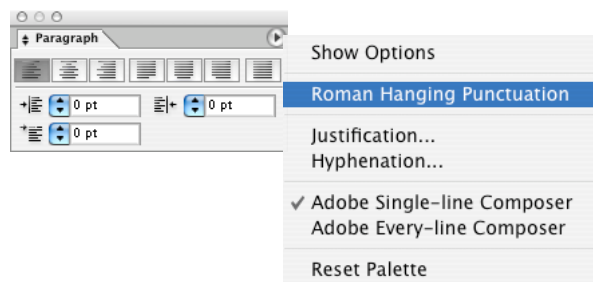 Paragraph
0 pt
0 pt
0 pt
Show Options
Roman Hanging Punctuation
Justification...
Hyphenation...
✓ Adobe Single-line Composer
Adobe Every-line Composer
Reset Palette